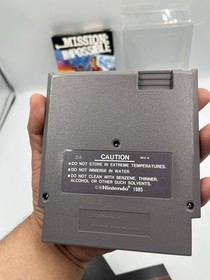 MISSION:
IMPOSSIBLE
CAUTION
• DO NOT STORE IN EXTREME TEMPERATURES.
• DO NOT IMMERSE IN WATER.
• DO NOT CLEAN WITH BENZENE, THINNER,
ALCOHOL OR OTHER SUCH SOLVENTS.
©Nintendo 1985